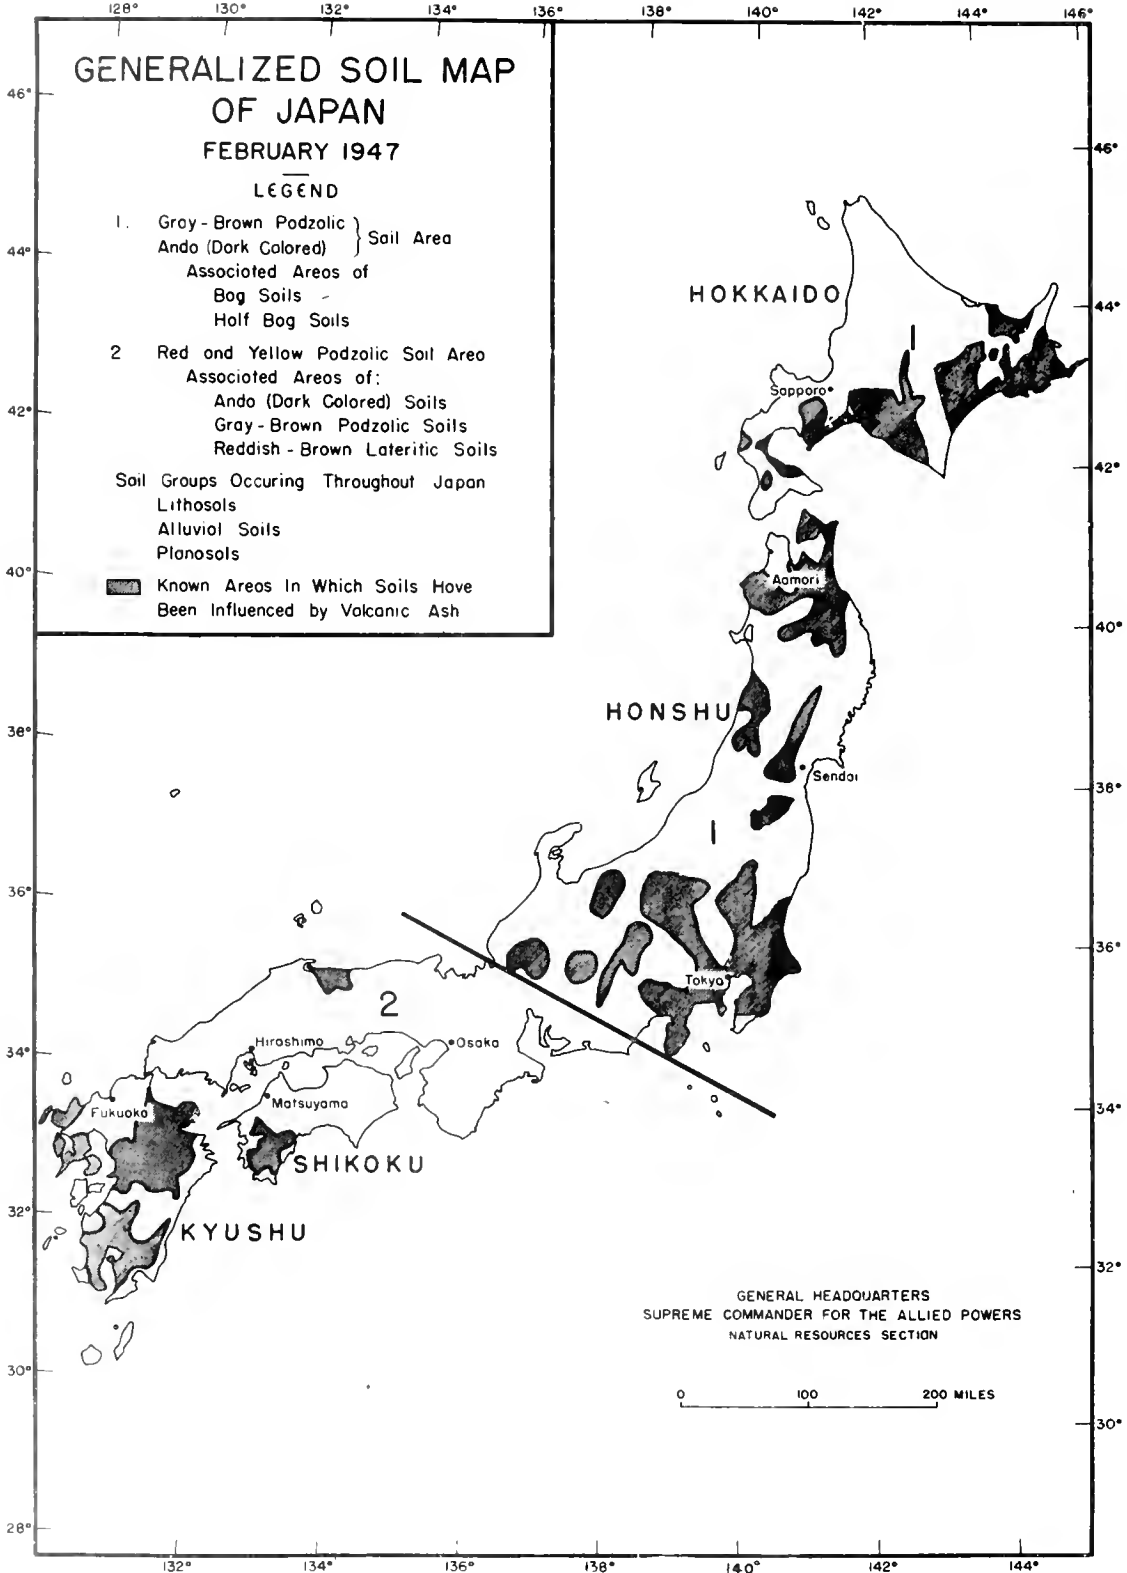 128° 130° 132° 134° 136° 138° 140° 142° 144° 146°
GENERALIZED SOIL MAP
OF JAPAN
FEBRUARY 1947
LEGEND
1. Gray-Brown Podzolic
Ando (Dark Colored) } Soil Area
Associated Areas of
Bog Soils -
Half Bog Soils
2 Red and Yellow Podzolic Soil Area
Associated Areas of:
Ando (Dark Colored) Soils
Gray-Brown Podzolic Soils
Reddish-Brown Lateritic Soils
Soil Groups Occuring Throughout Japan
Lithosols
Alluviol Soils
Planosols
Known Areas In Which Soils Have
Been Influenced by Volcanic Ash
46°
44°
42°
40°
38°
36°
34°
32°
30°
28°
46°
44°
42°
40°
38°
36°
34°
32°
30°
HOKKAIDO
1
Sapporo
Aamori
HONSHU
Sendai
1
Tokyo
2
Hiroshima
Osaka
Matsuyama
Fukuoka
SHIKOKU
KYUSHU
GENERAL HEADQUARTERS
SUPREME COMMANDER FOR THE ALLIED POWERS
NATURAL RESOURCES SECTION
0 100 200 MILES
132° 134° 136° 138° 140° 142° 144°